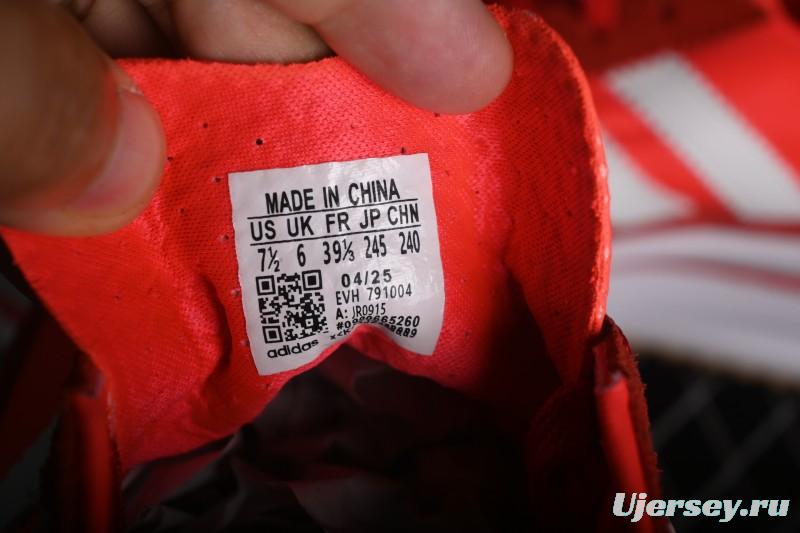 MADE IN CHINA
US UK FR JP CHN
7½ 6 39⅓ 245 240
04/25
EVH 791004
A: JR0915
#0999665260
adidas
Ujersey.ru